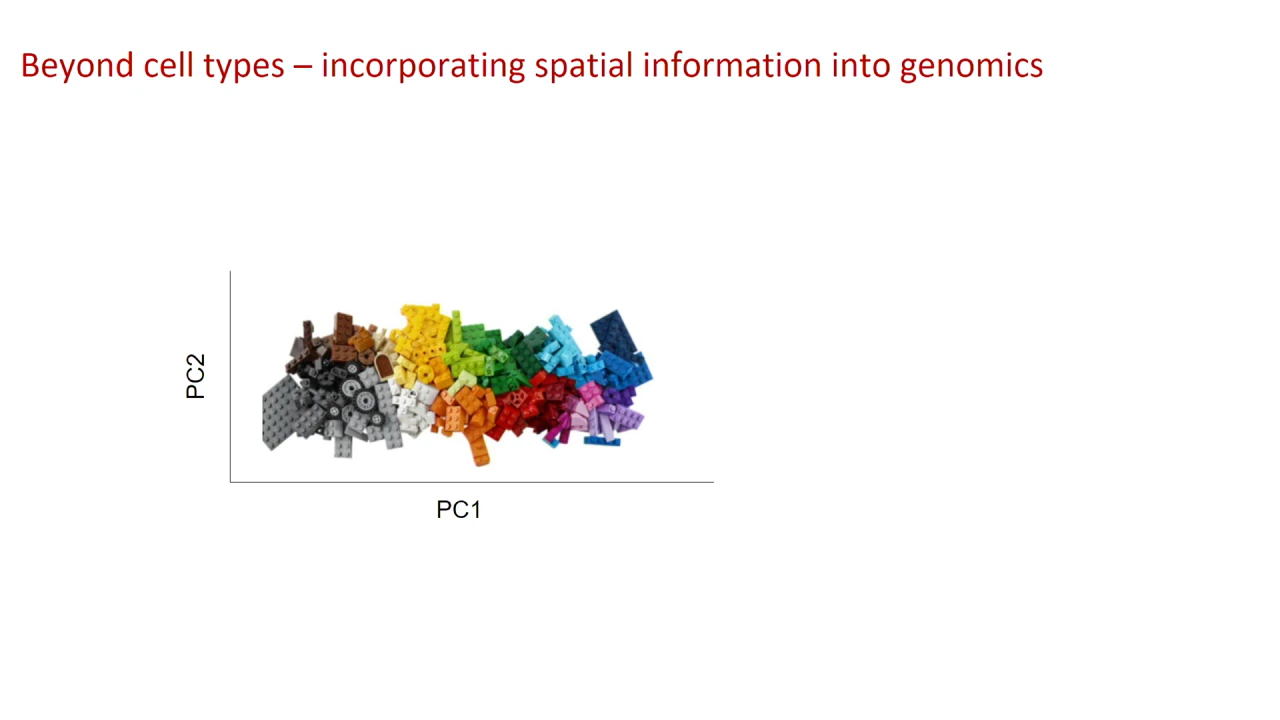 Beyond cell types – incorporating spatial information into genomics
PC2
PC1